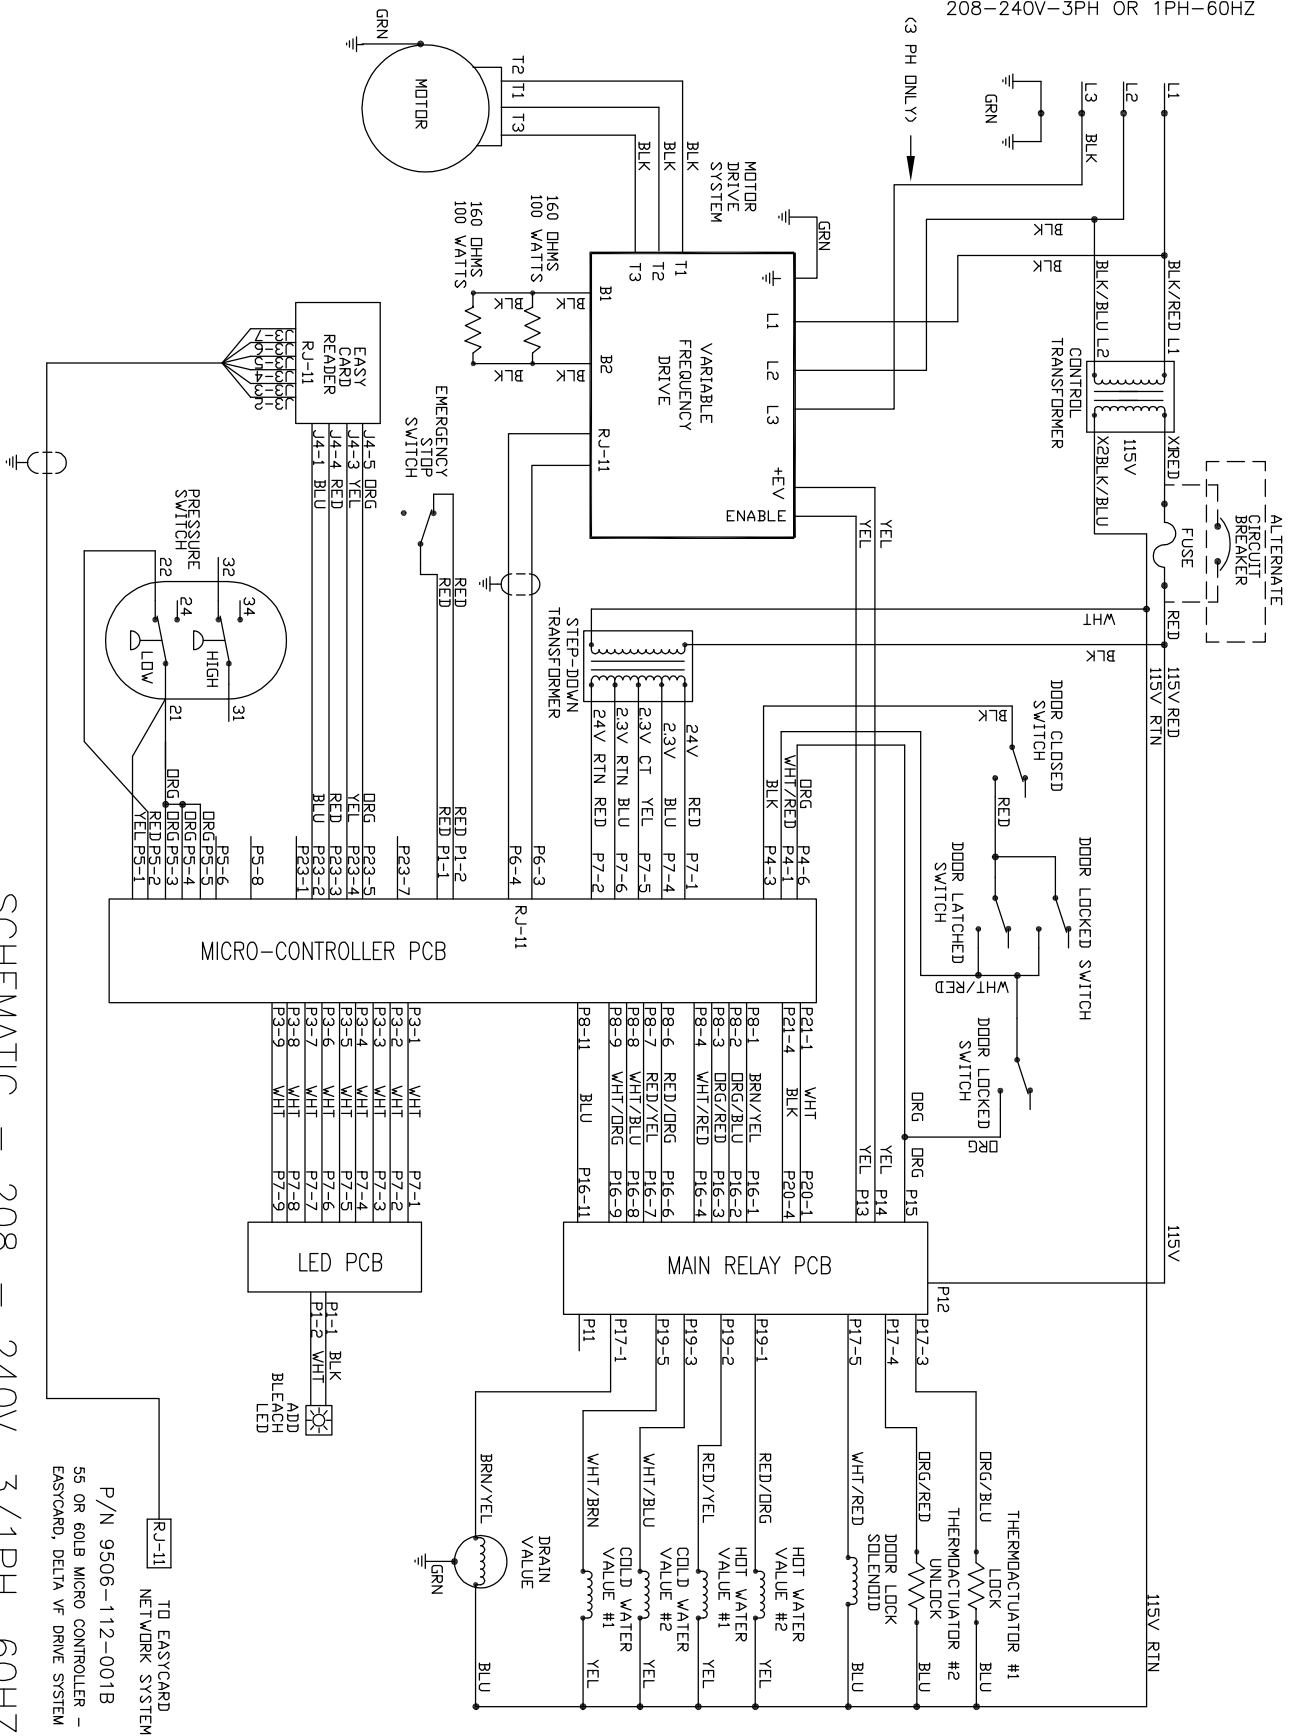 208-240V-3PH OR 1PH-60HZ
(3 PH ONLY)
L1
L2
L3
BLK
GRN
GRN
MOTOR
T2
T1
T3
BLK
BLK
BLK
MOTOR
DRIVE
SYSTEM
GRN
BLK
BLK
BLK/RED L1
BLK/BLU L2
CONTROL
TRANSFORMER
X1
RED
115V
X2
BLK/BLU
ALTERNATE
CIRCUIT
BREAKER
FUSE
RED
WHT
BLK
115V RED
115V RTN
VARIABLE
FREQUENCY
DRIVE
T1
T2
T3
L1
L2
L3
+EV
ENABLE
B1
B2
RJ-11
YEL
YEL
160 OHMS
100 WATTS
160 OHMS
100 WATTS
BLK
BLK
BLK
BLK
EMERGENCY
STOP
SWITCH
RED
RED
EASY
CARD
READER
RJ-11
J3-7
J3-6
J3-5
J3-4
J3-3
J3-2
J4-5 ORG
J4-3 YEL
J4-4 RED
J4-1 BLU
PRESSURE
SWITCH
32
34
31
HIGH
22
24
21
LOW
STEP-DOWN
TRANSFORMER
24V
2.3V
2.3V CT
2.3V RTN
24V RTN
RED
BLU
YEL
BLU
RED
P7-1
P7-4
P7-5
P7-6
P7-2
DOOR CLOSED
SWITCH
BLK
RED
DOOR LOCKED SWITCH
DOOR LATCHED
SWITCH
WHT/RED
DOOR LOCKED
SWITCH
ORG
ORG
ORG
WHT/RED
BLK
P4-6
P4-1
P4-3
P6-3
P6-4
RJ-11
RED P1-2
RED P1-1
P23-7
ORG P23-5
YEL P23-4
RED P23-3
BLU P23-2
P23-1
P5-8
P5-6
ORG P5-5
ORG P5-4
ORG P5-3
RED P5-2
YEL P5-1
ORG
MICRO-CONTROLLER PCB
P21-1 WHT P20-1
P21-4 BLK P20-4
P8-1 BRN/YEL P16-1
P8-2 ORG/BLU P16-2
P8-3 ORG/RED P16-3
P8-4 WHT/RED P16-4
P8-6 RED/ORG P16-6
P8-7 RED/YEL P16-7
P8-8 WHT/BLU P16-8
P8-9 WHT/ORG P16-9
P8-11 BLU P16-11
P3-1 WHT P7-1
P3-2 WHT P7-2
P3-3 WHT P7-3
P3-4 WHT P7-4
P3-5 WHT P7-5
P3-6 WHT P7-6
P3-7 WHT P7-7
P3-8 WHT P7-8
P3-9 WHT P7-9
ORG P15
YEL P14
YEL P13
115V
P12
MAIN RELAY PCB
LED PCB
P1-1 BLK
P1-2 WHT
ADD
BLEACH
LED
P17-3
P17-4
P17-5
P19-1
P19-2
P19-3
P19-5
P17-1
P11
115V RTN
ORG/BLU
THERMOACTUATOR #1
LOCK
BLU
ORG/RED
THERMOACTUATOR #2
UNLOCK
BLU
WHT/RED
DOOR LOCK
SOLENOID
BLU
RED/ORG
HOT WATER
VALUE #2
YEL
RED/YEL
HOT WATER
VALUE #1
YEL
WHT/BLU
COLD WATER
VALUE #2
YEL
WHT/BRN
COLD WATER
VALUE #1
YEL
BRN/YEL
DRAIN
VALUE
GRN
BLU
RJ-11
TO EASYCARD
NETWORK SYSTEM
P/N 9506-112-001B
55 OR 60LB MICRO CONTROLLER -
EASYCARD, DELTA VF DRIVE SYSTEM
SCHEMATIC - 208 - 240V 3/1PH 60HZ